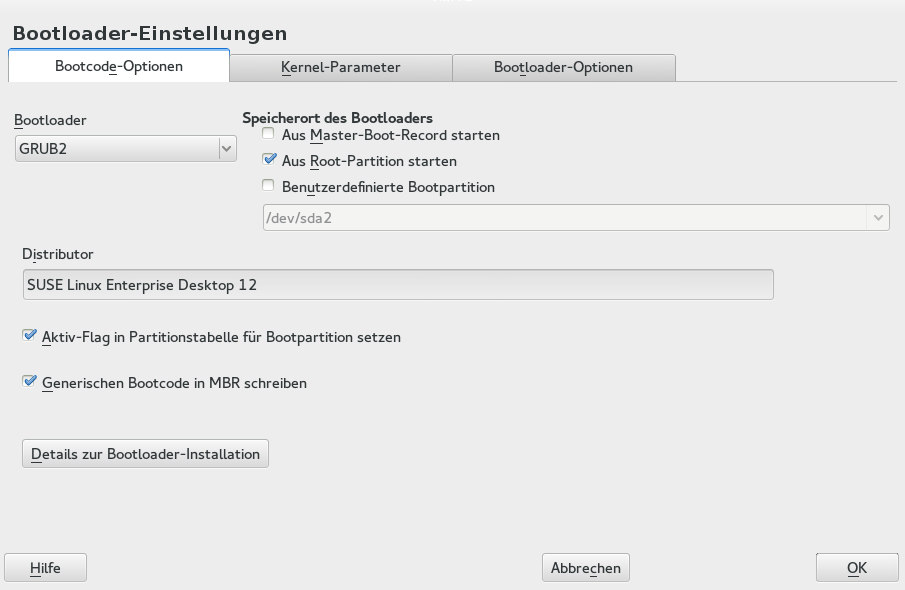 Bootloader-Einstellungen
Bootcode-Optionen
Kernel-Parameter
Bootloader-Optionen
Bootloader
GRUB2
Speicherort des Bootloaders
Aus Master-Boot-Record starten
Aus Root-Partition starten
Benutzerdefinierte Bootpartition
/dev/sda2
Distributor
SUSE Linux Enterprise Desktop 12
Aktiv-Flag in Partitionstabelle für Bootpartition setzen
Generischen Bootcode in MBR schreiben
Details zur Bootloader-Installation
Hilfe
Abbrechen
OK